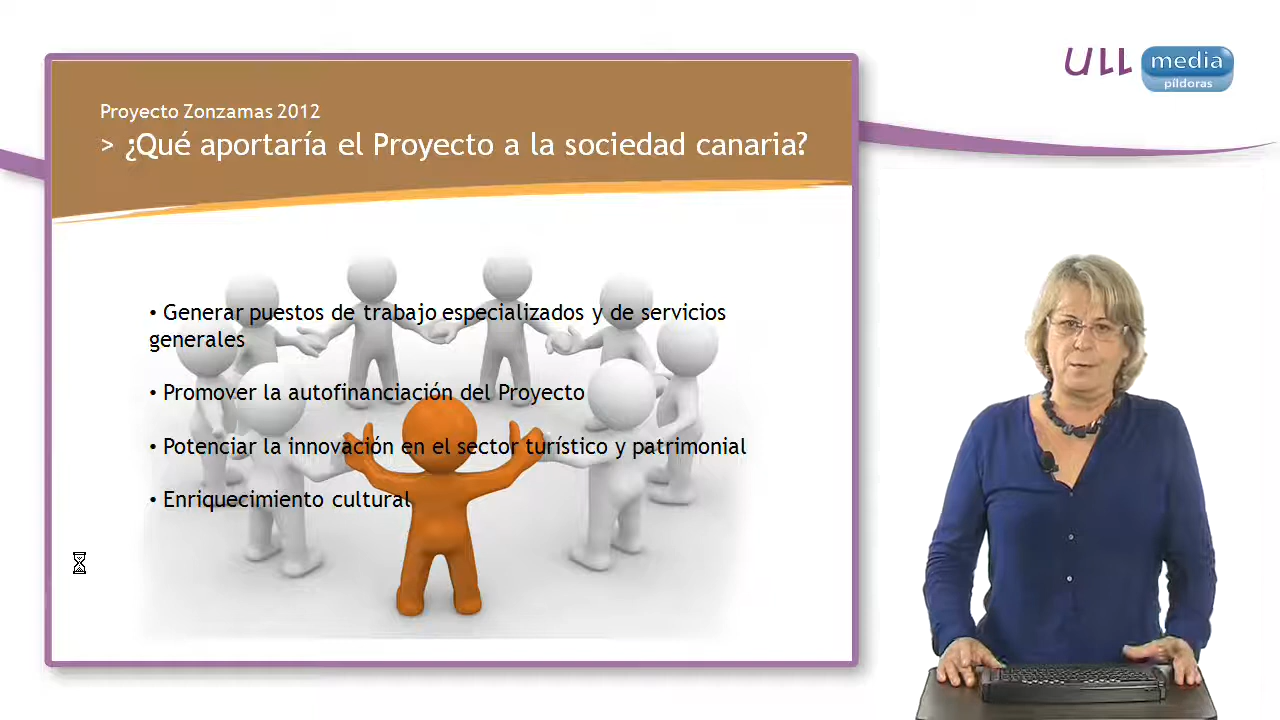 ULL media
píldoras
Proyecto Zonzamas 2012
> ¿Qué aportaría el Proyecto a la sociedad canaria?
• Generar puestos de trabajo especializados y de servicios
generales
• Promover la autofinanciación del Proyecto
• Potenciar la innovación en el sector turístico y patrimonial
• Enriquecimiento cultural